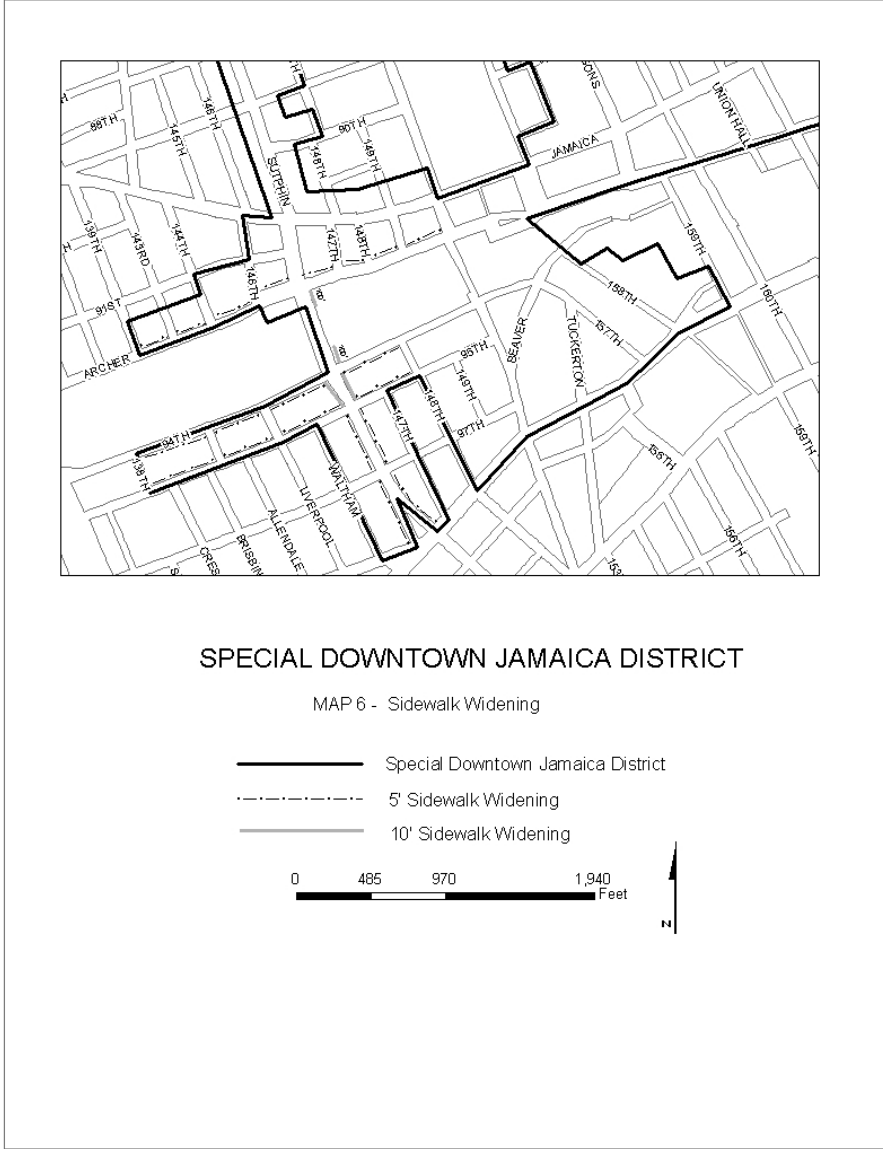 88TH
145TH
146TH
SUTPHIN
90TH
148TH
149TH
JAMAICA
UNION HALL
139TH
143RD
144TH
147TH
148TH
146TH
91ST
ARCHER
159TH
160TH
158TH
157TH
BEAVER
TUCKERTON
95TH
149TH
148TH
147TH
97TH
94TH
138TH
WALTHAM
LIVERPOOL
ALLENDALE
BRISBIN
CRES
S
159TH
156TH
SPECIAL DOWNTOWN JAMAICA DISTRICT
MAP 6 - Sidewalk Widening
Special Downtown Jamaica District
5' Sidewalk Widening
10' Sidewalk Widening
0 485 970 1,940
Feet
N